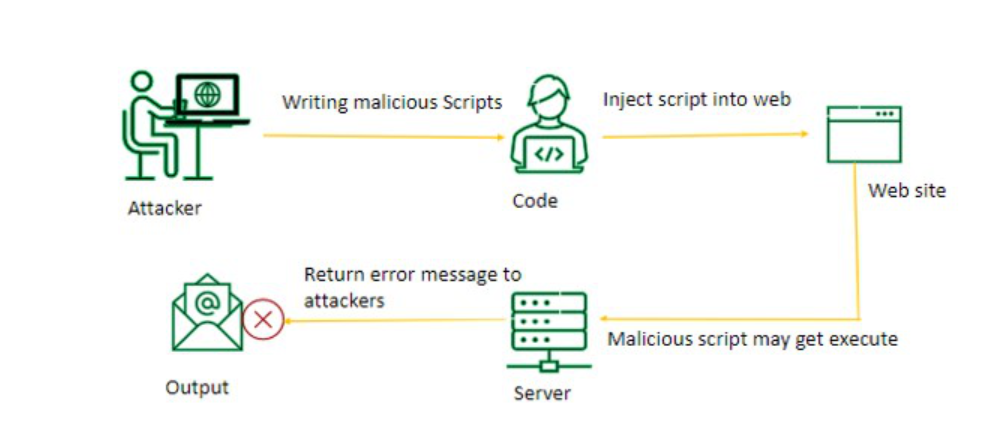 Writing malicious Scripts
Inject script into web
</>
Attacker
Code
Web site
Return error message to
attackers
@
Malicious script may get execute
Output
Server